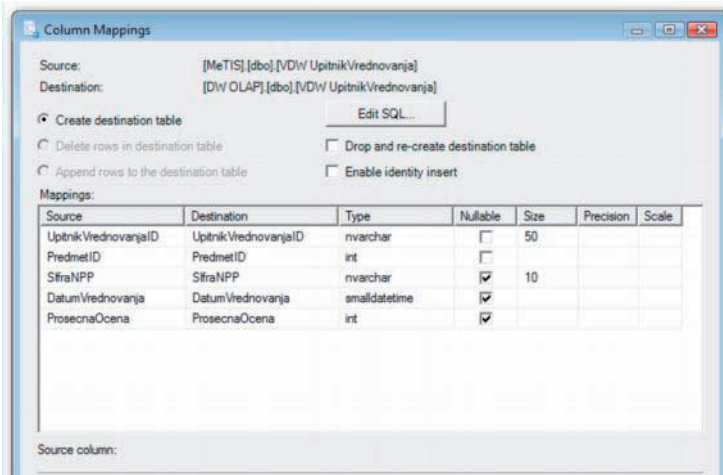 Column Mappings
Source: [MeTIS].[dbo].[VDW UpitnikVrednovanja]
Destination: [DW OLAP].[dbo].[VDW UpitnikVrednovanja]
Create destination table Edit SQL...
Delete rows in destination table Drop and re-create destination table
Append rows to the destination table Enable identity insert
Mappings:
Source Destination Type Nullable Size Precision Scale
UpitnikVrednovanjaID UpitnikVrednovanjaID nvarchar 50
PredmetID PredmetID int
SifraNPP SifraNPP nvarchar 10
DatumVrednovanja DatumVrednovanja smalldatetime
ProsecnaOcena ProsecnaOcena int
Source column: